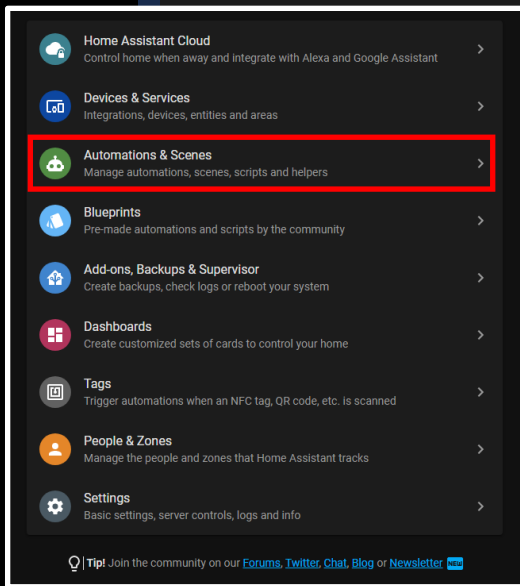 Home Assistant Cloud
Control home when away and integrate with Alexa and Google Assistant
Devices & Services
Integrations, devices, entities and areas
Automations & Scenes
Manage automations, scenes, scripts and helpers
Blueprints
Pre-made automations and scripts by the community
Add-ons, Backups & Supervisor
Create backups, check logs or reboot your system
Dashboards
Create customized sets of cards to control your home
Tags
Trigger automations when an NFC tag, QR code, etc. is scanned
People & Zones
Manage the people and zones that Home Assistant tracks
Settings
Basic settings, server controls, logs and info
Tip! Join the community on our Forums, Twitter, Chat, Blog or Newsletter NEW